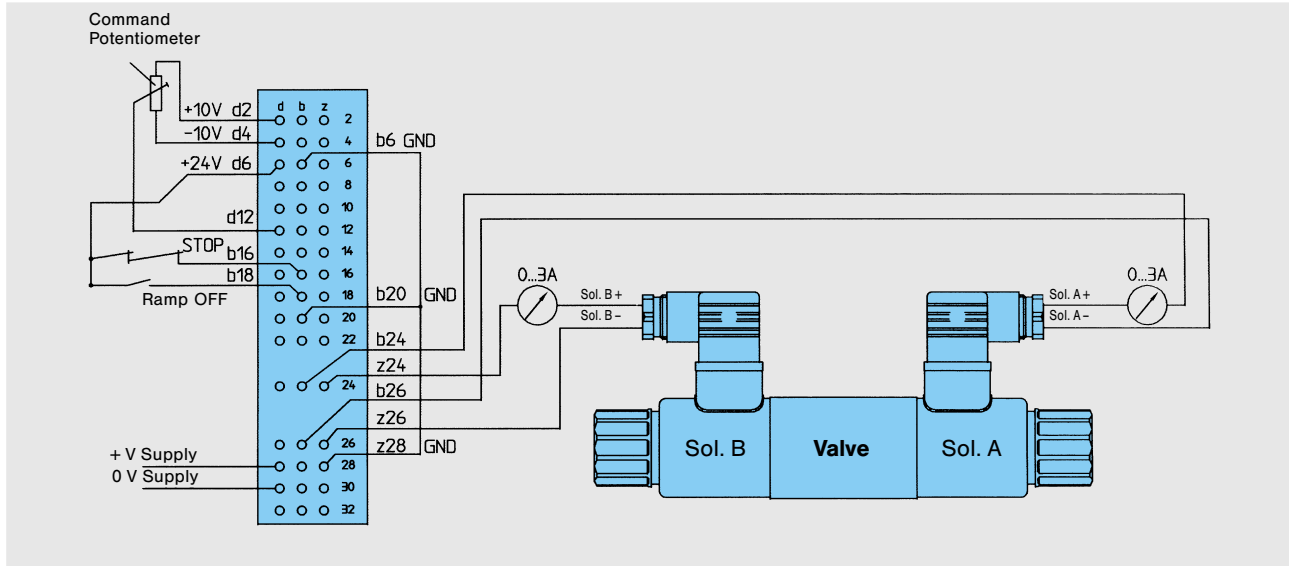 Command
Potentiometer
+10V d2
-10V d4
+24V d6
d12
STOP
b16
b18
Ramp OFF
+ V Supply
0 V Supply
d b z
2
4
6
8
10
12
14
16
18
20
22
24
26
28
30
32
b6 GND
b20 GND
b24
z24
b26
z26
z28 GND
0...3A
Sol. B +
Sol. B –
0...3A
Sol. A +
Sol. A –
Sol. B
Valve
Sol. A